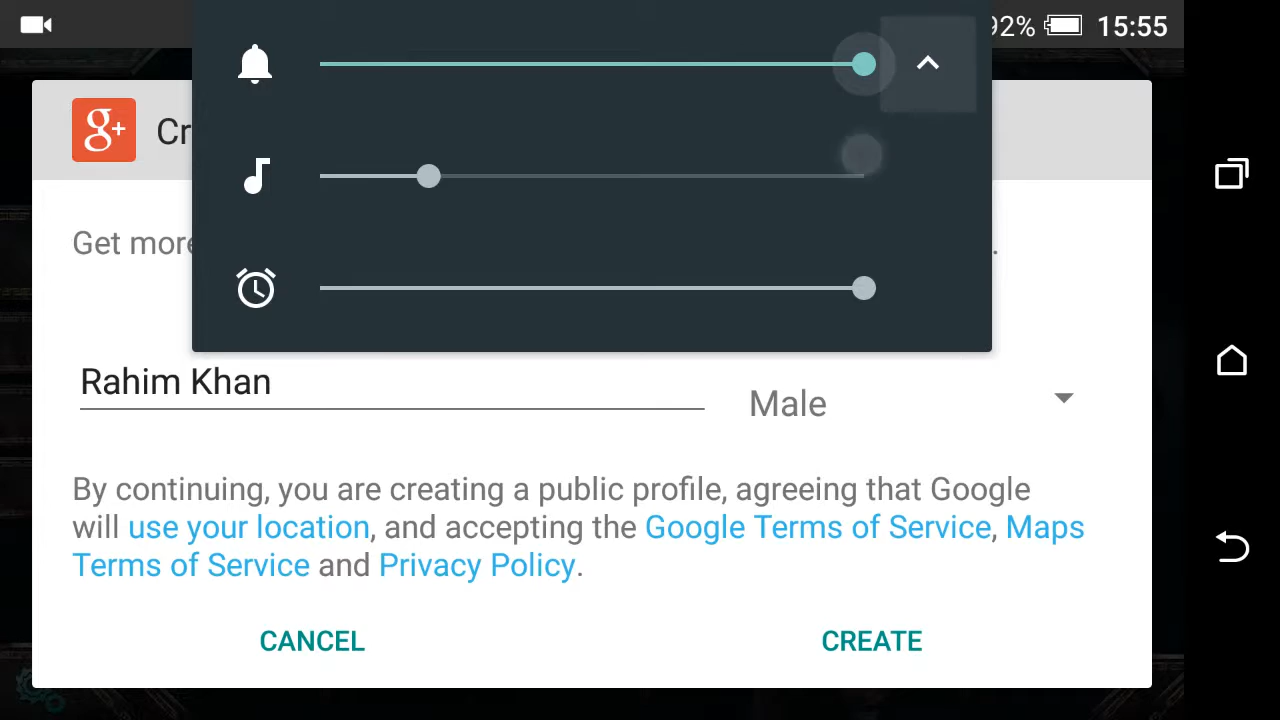 92% 15:55
g+ Cr
Get more .
Rahim Khan
Male
By continuing, you are creating a public profile, agreeing that Google
will use your location, and accepting the Google Terms of Service, Maps
Terms of Service and Privacy Policy.
CANCEL CREATE